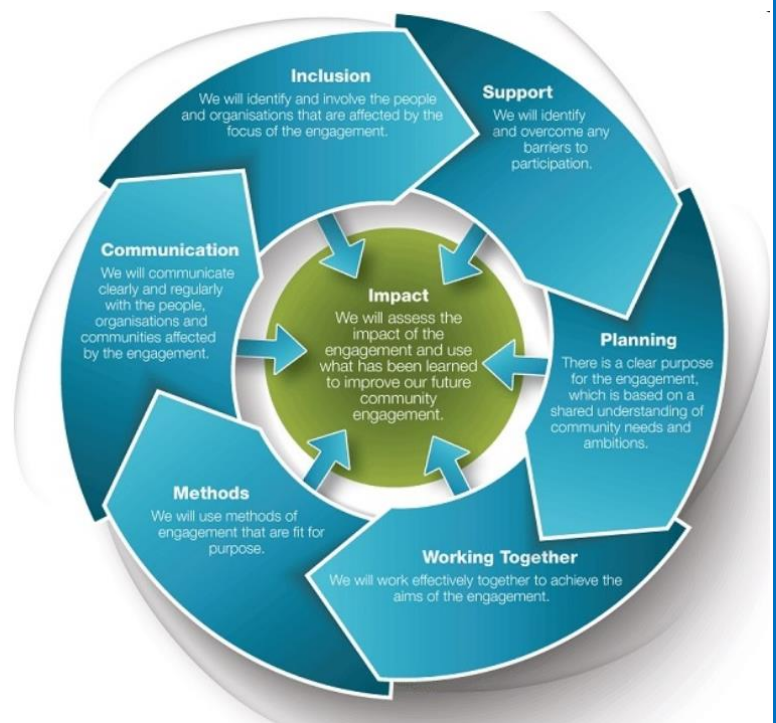 Inclusion
We will identify and involve the people
and organisations that are affected by the
focus of the engagement.
Support
We will identify
and overcome any
barriers to
participation.
Planning
There is a clear purpose
for the engagement,
which is based on a
shared understanding of
community needs and
ambitions.
Working Together
We will work effectively together to achieve the
aims of the engagement.
Methods
We will use methods of
engagement that are fit for
purpose.
Communication
We will communicate
clearly and regularly
with the people,
organisations and
communities affected
by the engagement.
Impact
We will assess the
impact of the
engagement and use
what has been learned
to improve our future
community
engagement.